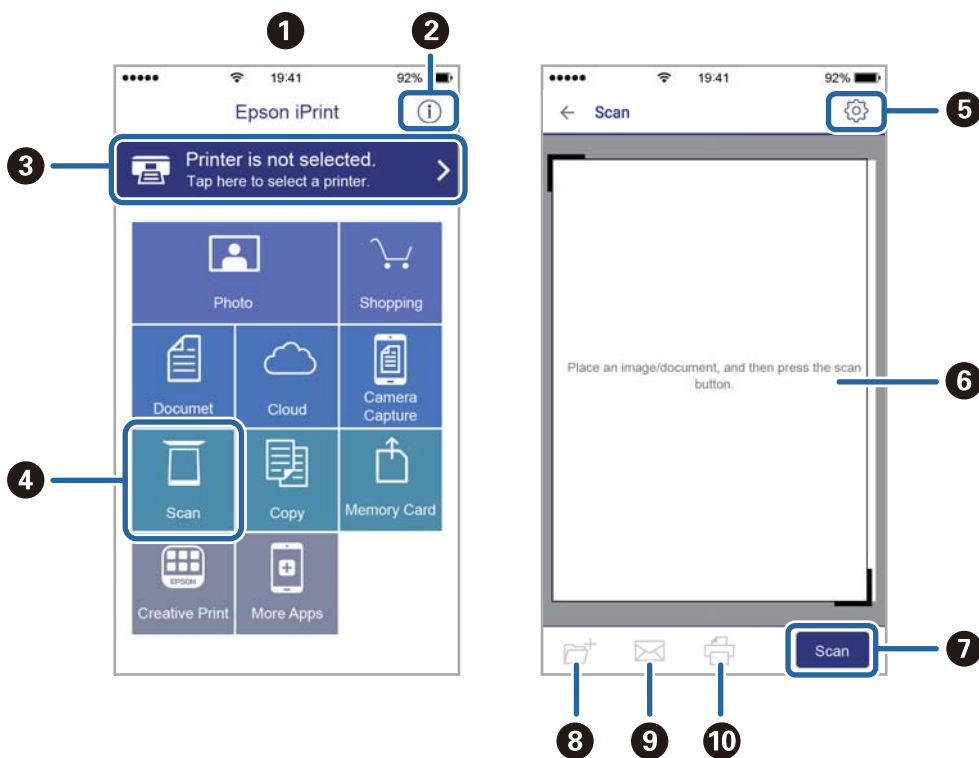 1
2
19:41
92%
Epson iPrint
i
3
Printer is not selected.
Tap here to select a printer.
Photo
Shopping
Documet
Cloud
Camera
Capture
4
Scan
Copy
Memory Card
EPSON
Creative Print
More Apps
19:41
92%
Scan
5
Place an image/document, and then press the scan
button.
6
Scan
7
8
9
10